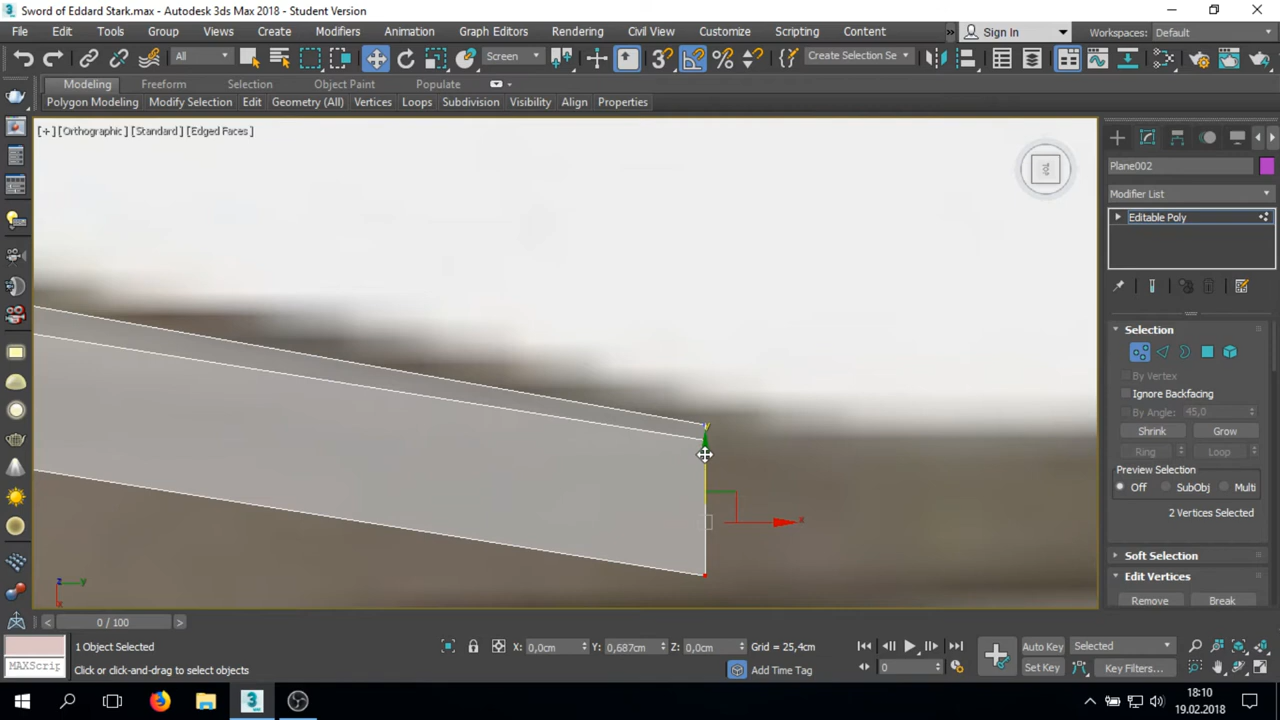 Sword of Eddard Stark.max - Autodesk 3ds Max 2018 - Student Version
File Edit Tools Group Views Create Modifiers Animation Graph Editors Rendering Civil View Customize Scripting Content » Sign In Workspaces: Default
All Screen Create Selection Se
Modeling Freeform Selection Object Paint Populate
Polygon Modeling Modify Selection Edit Geometry (All) Vertices Loops Subdivision Visibility Align Properties
[+] [Orthographic] [Standard] [Edged Faces]
Plane002
Modifier List
Editable Poly
Selection
By Vertex
Ignore Backfacing
By Angle: 45,0
Shrink Grow
Ring Loop
Preview Selection
Off SubObj Multi
2 Vertices Selected
Soft Selection
Edit Vertices
Remove Break
x
z y
x
< 0 / 100 >
1 Object Selected X: 0,0cm Y: 0,687cm Z: 0,0cm Grid = 25,4cm Auto Key Selected
MAXScrip Click or click-and-drag to select objects Add Time Tag 0 Set Key Key Filters...
18:10
19.02.2018